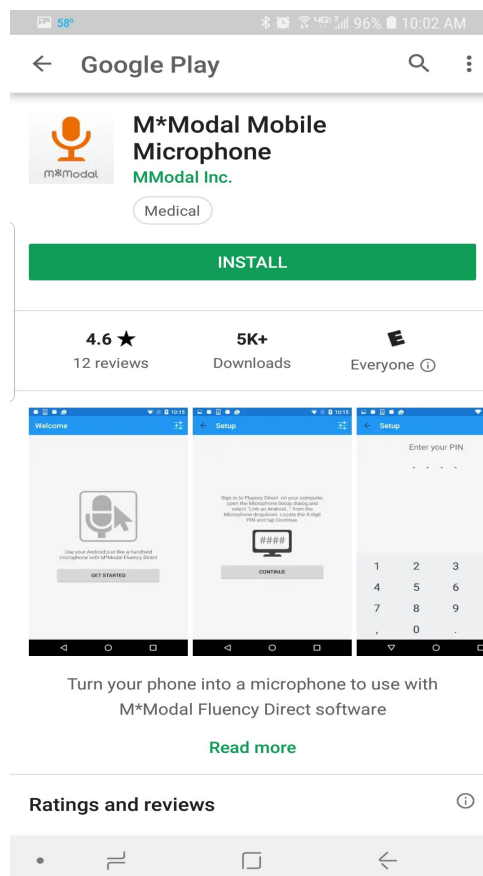 58° 96% 10:02 AM
Google Play
M*Modal Mobile
Microphone
m*modal
MModal Inc.
Medical
INSTALL
4.6 ★ 5K+ E
12 reviews Downloads Everyone
10:15 10:15
Welcome Setup Setup
Enter your PIN
- - - -
Sign in to Fluency Direct on your computer,
open the Microphone Setup dialog and
select "Link an Android..." from the
Microphone dropdown. Locate the 4-digit
PIN and tap Continue.
####
Use your Android just like a handheld
microphone with M*Modal Fluency Direct
GET STARTED CONTINUE
1 2 3
4 5 6
7 8 9
, 0 .
Turn your phone into a microphone to use with
M*Modal Fluency Direct software
Read more
Ratings and reviews